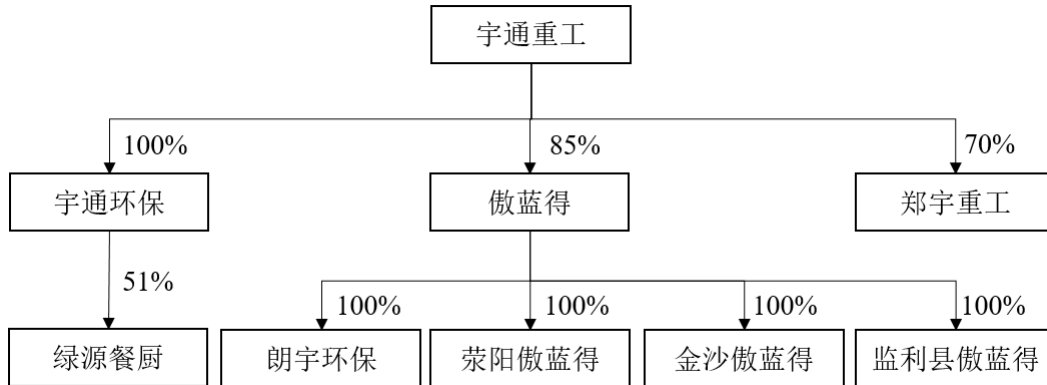 宇通重工
100%
85%
70%
宇通环保
傲蓝得
郑宇重工
51%
100%
100%
100%
100%
绿源餐厨
朗宇环保
荥阳傲蓝得
金沙傲蓝得
监利县傲蓝得